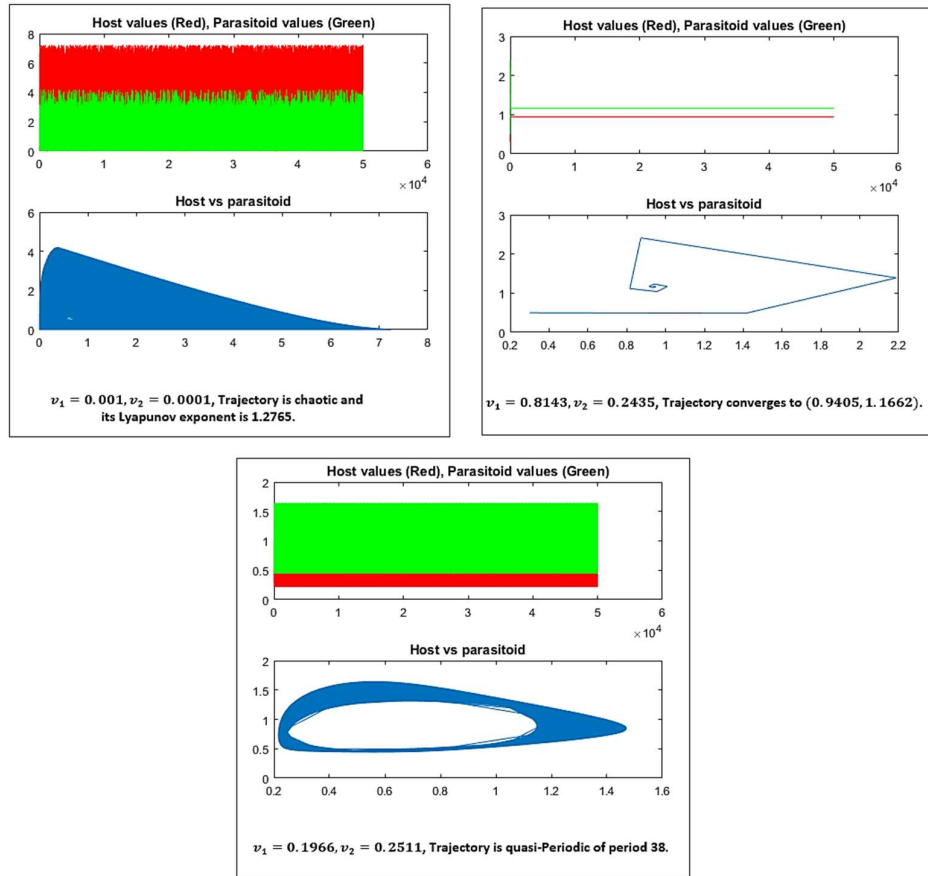 Host values (Red), Parasitoid values (Green)
8
6
4
2
0
0 1 2 3 4 5 6
×10⁴
Host vs parasitoid
6
4
2
0
0 1 2 3 4 5 6 7 8
v₁ = 0.001, v₂ = 0.0001, Trajectory is chaotic and
its Lyapunov exponent is 1.2765.
Host values (Red), Parasitoid values (Green)
3
2
1
0
0 1 2 3 4 5 6
×10⁴
Host vs parasitoid
3
2
1
0
0.2 0.4 0.6 0.8 1 1.2 1.4 1.6 1.8 2 2.2
v₁ = 0.8143, v₂ = 0.2435, Trajectory converges to (0.9405, 1.1662).
Host values (Red), Parasitoid values (Green)
2
1.5
1
0.5
0
0 1 2 3 4 5 6
×10⁴
Host vs parasitoid
2
1.5
1
0.5
0
0.2 0.4 0.6 0.8 1 1.2 1.4 1.6
v₁ = 0.1966, v₂ = 0.2511, Trajectory is quasi-Periodic of period 38.